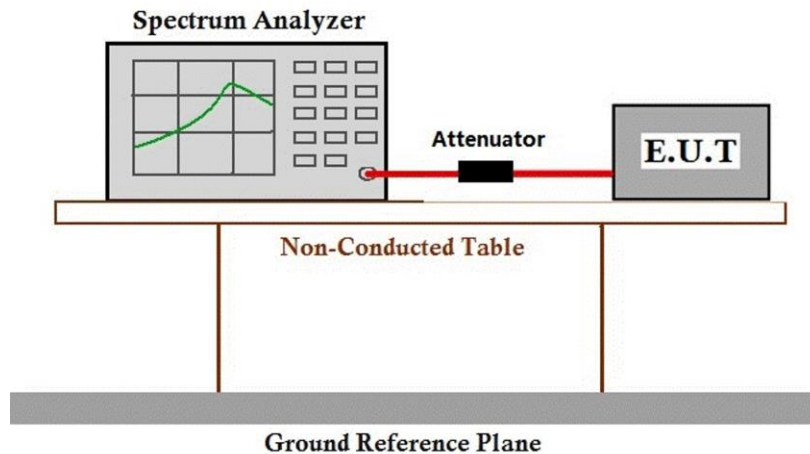 Spectrum Analyzer
Attenuator
E.U.T
Non-Conducted Table
Ground Reference Plane